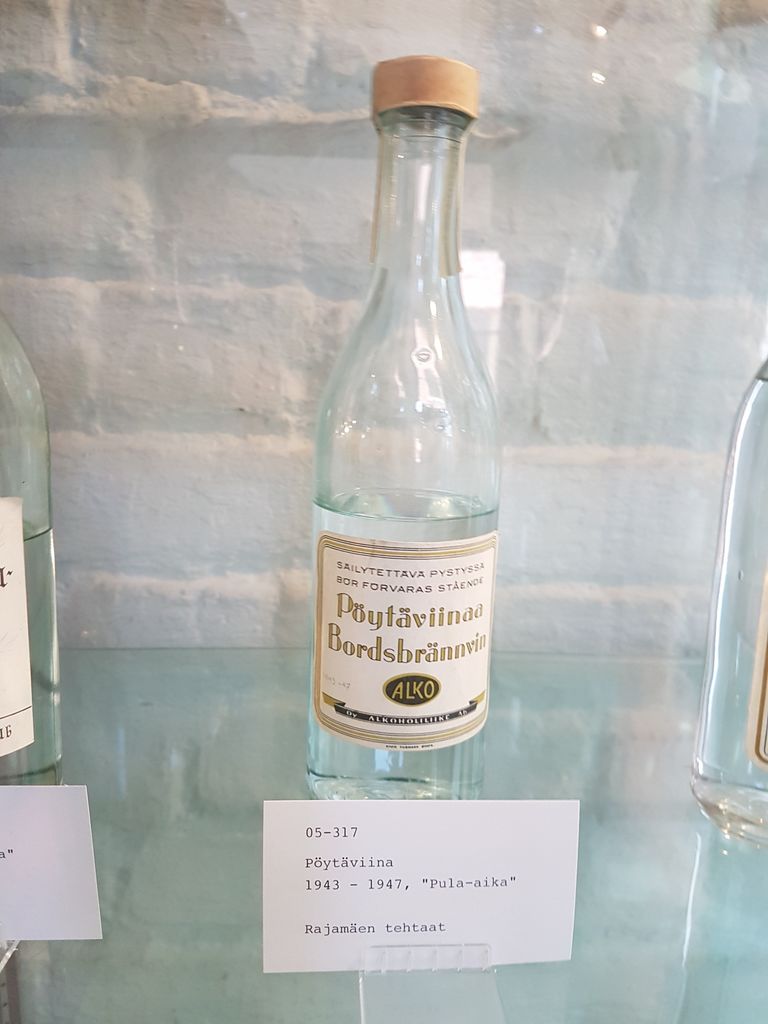 SÄILYTETTÄVÄ PYSTYSSÄ
BÖR FÖRVARAS STÅENDE
Pöytäviinaa
Bordsbrännvin
ALKO
OY ALKOHOLILIIKE AB
05-317
Pöytäviina
1943 - 1947, "Pula-aika"
Rajamäen tehtaat
a"